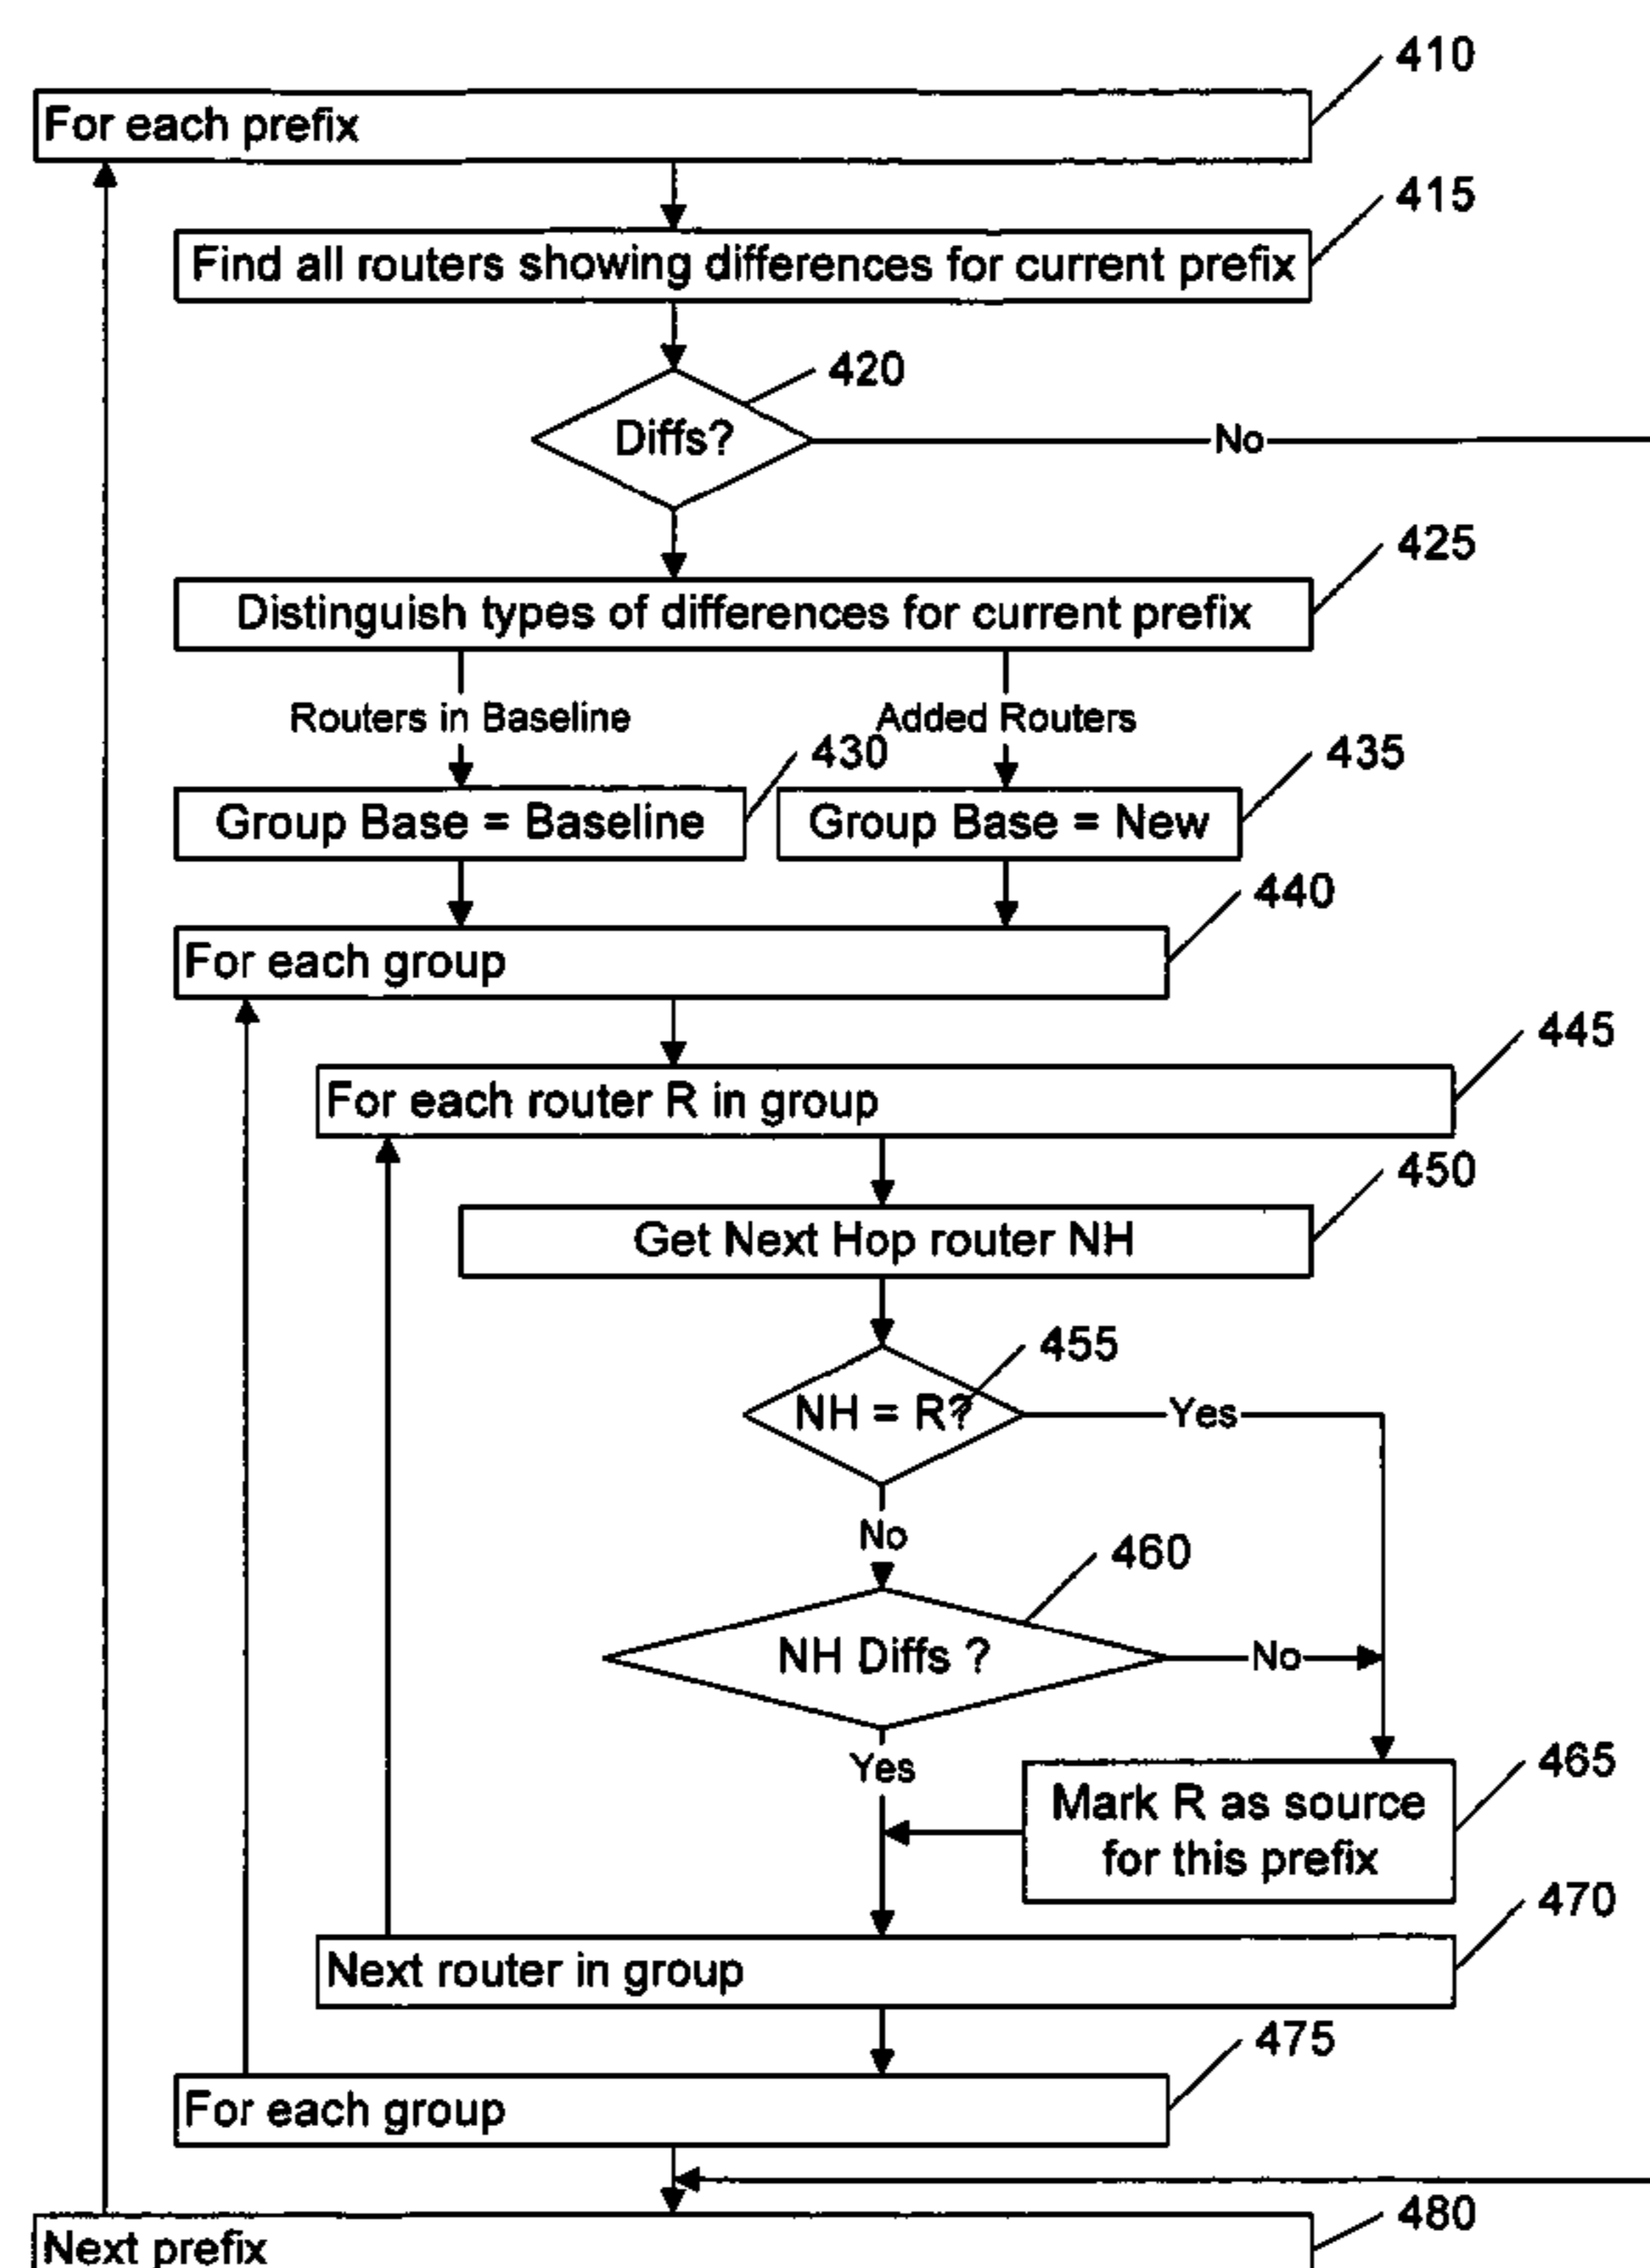 410
For each prefix
415
Find all routers showing differences for current prefix
420
Diffs?
No
425
Distinguish types of differences for current prefix
Routers in Baseline
Added Routers
430
435
Group Base = Baseline
Group Base = New
440
For each group
445
For each router R in group
450
Get Next Hop router NH
455
NH = R?
Yes
No
460
NH Diffs ?
No
Yes
465
Mark R as source
for this prefix
470
Next router in group
475
For each group
480
Next prefix